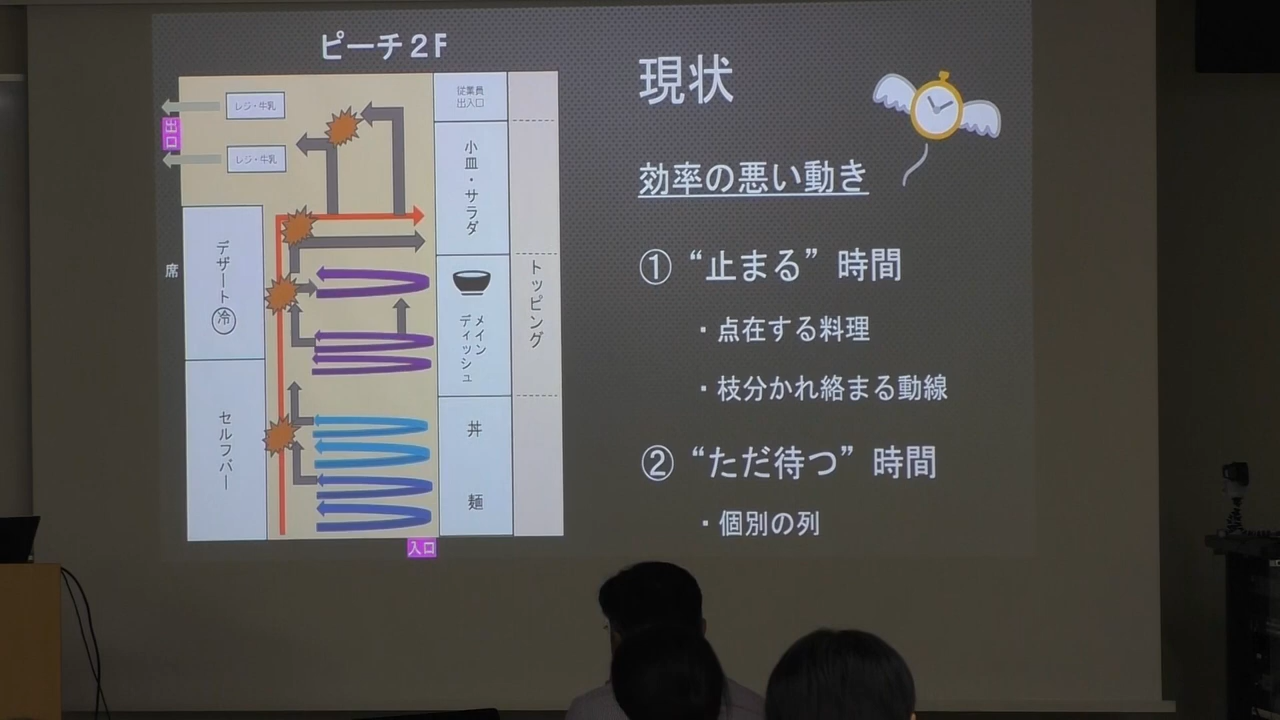 ピーチ２F
レジ・牛乳
出口
レジ・牛乳
従業員
出入口
小皿・サラダ
席
デザート
冷
メイン
ディッシュ
トッピング
セルフバー
丼
麺
入口
現状
効率の悪い動き
① “止まる” 時間
・点在する料理
・枝分かれ絡まる動線
② “ただ待つ” 時間
・個別の列